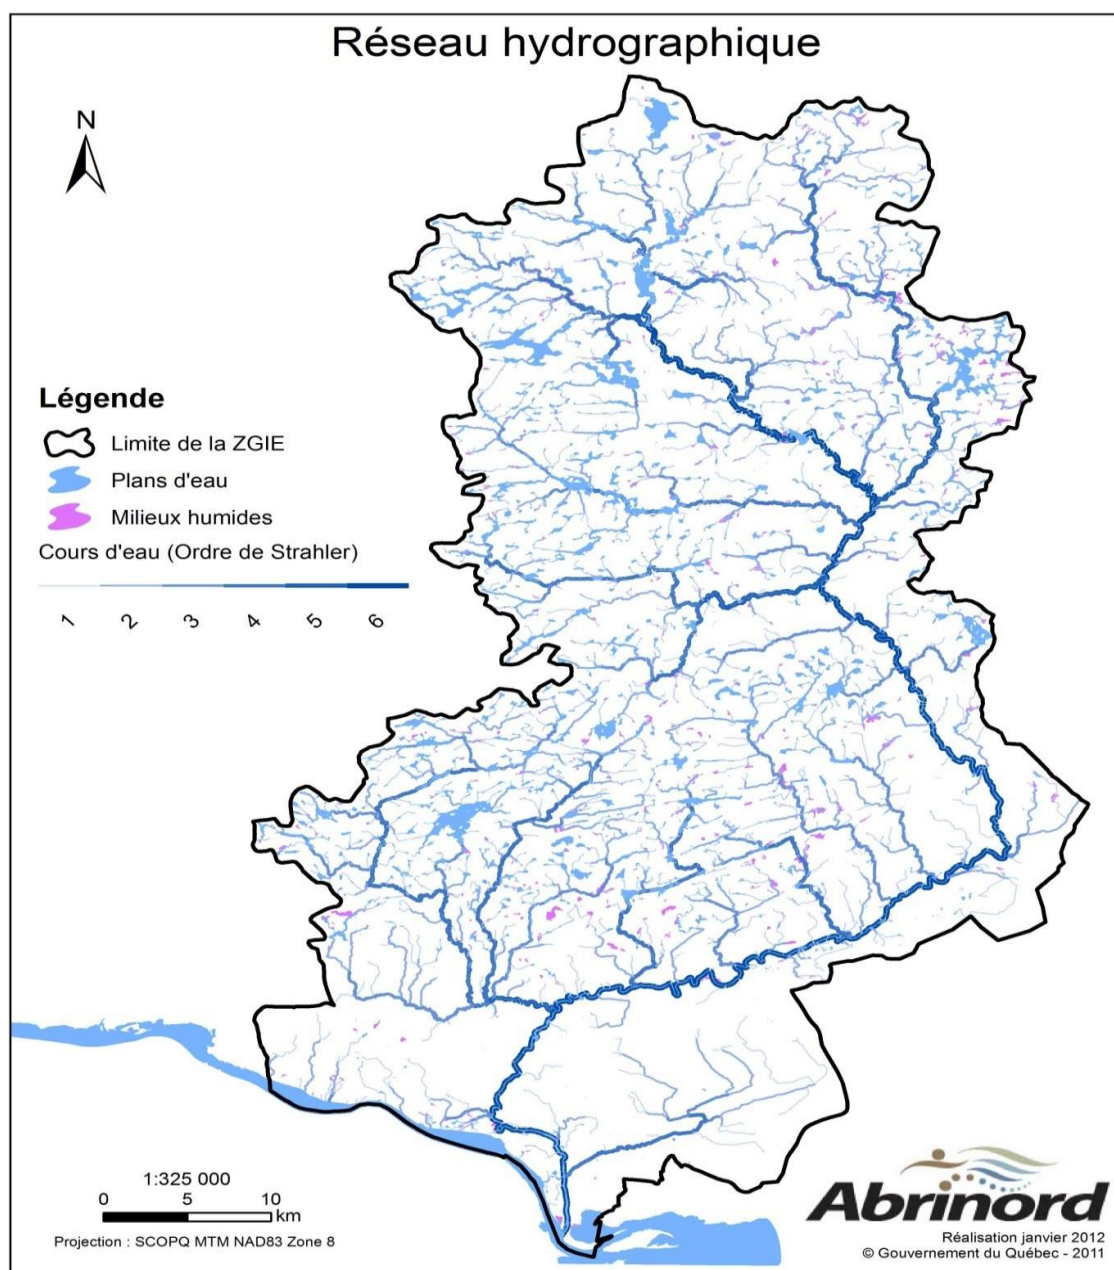 Réseau hydrographique
N
Légende
Limite de la ZGIE
Plans d'eau
Milieux humides
Cours d'eau (Ordre de Strahler)
1 2 3 4 5 6
1:325 000
0 5 10
km
Projection : SCOPQ MTM NAD83 Zone 8
Abrinord
Réalisation janvier 2012
© Gouvernement du Québec - 2011